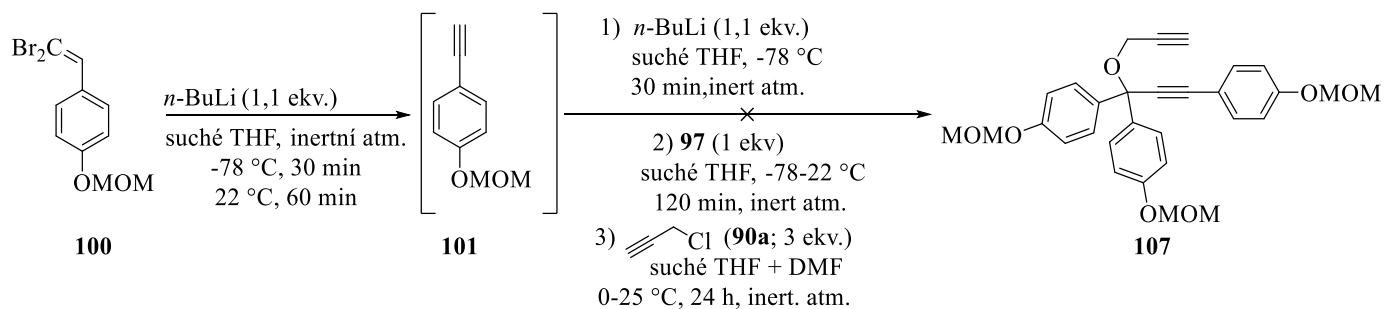 Br₂C
OMOM
100
n-BuLi (1,1 ekv.)
suché THF, inertní atm.
-78 °C, 30 min
22 °C, 60 min
OMOM
101
1) n-BuLi (1,1 ekv.)
suché THF, -78 °C
30 min,inert atm.
2) 97 (1 ekv)
suché THF, -78-22 °C
120 min, inert atm.
3) Cl (90a; 3 ekv.)
suché THF + DMF
0-25 °C, 24 h, inert. atm.
O
OMOM
MOMO
OMOM
107